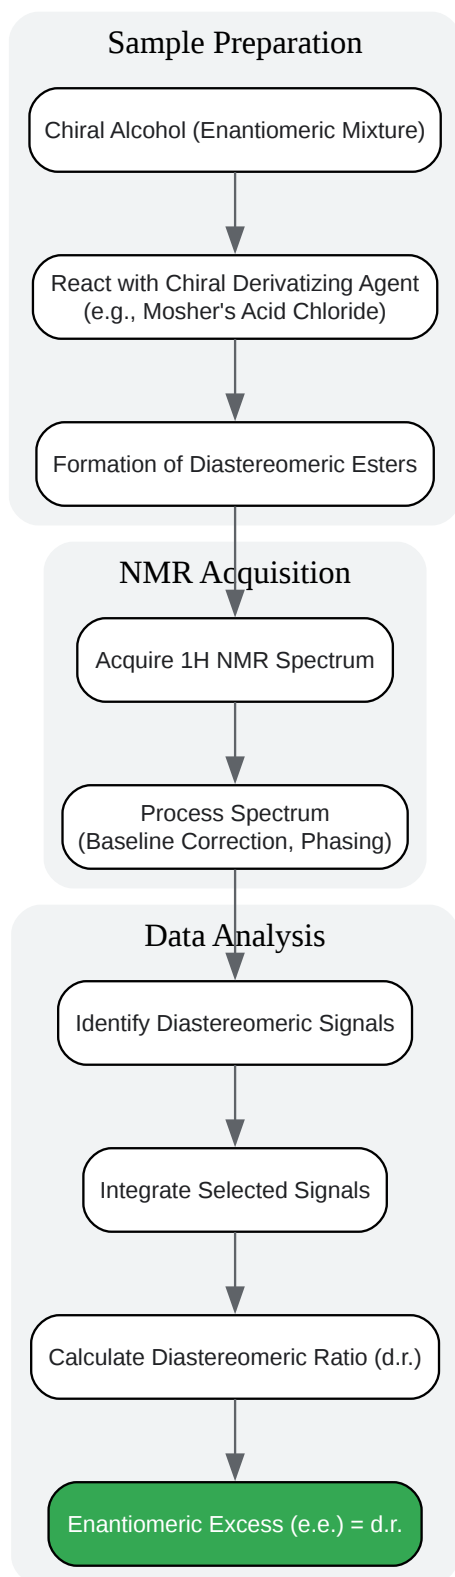 Sample Preparation
Chiral Alcohol (Enantiomeric Mixture)
React with Chiral Derivatizing Agent
(e.g., Mosher's Acid Chloride)
Formation of Diastereomeric Esters
NMR Acquisition
Acquire 1H NMR Spectrum
Process Spectrum
(Baseline Correction, Phasing)
Data Analysis
Identify Diastereomeric Signals
Integrate Selected Signals
Calculate Diastereomeric Ratio (d.r.)
Enantiomeric Excess (e.e.) = d.r.